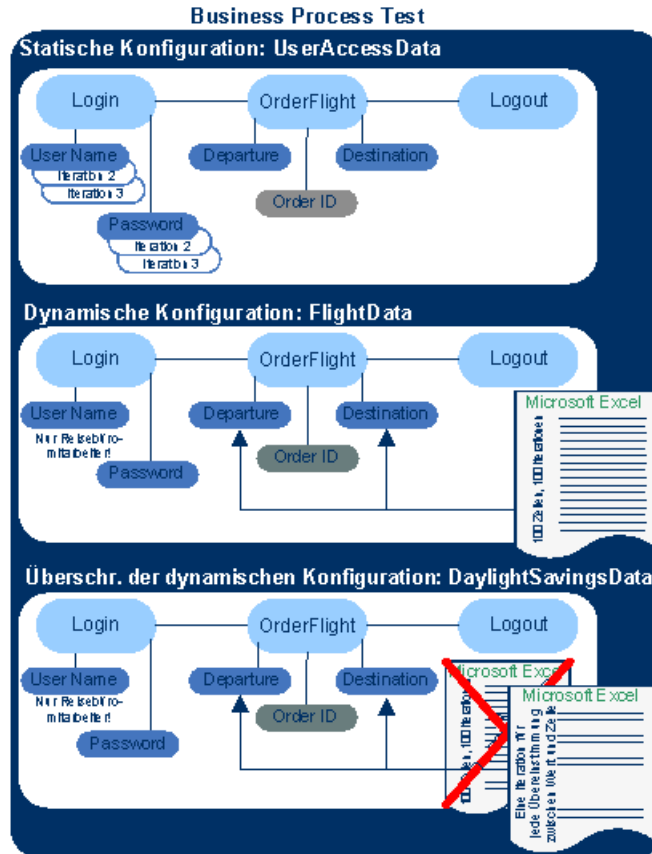 Business Process Test
Statische Konfiguration: UserAccessData
Login
OrderFlight
Logout
User Name
Iteration 2
Iteration 3
Departure
Destination
Order ID
Password
Iteration 2
Iteration 3
Dynamische Konfiguration: FlightData
Login
OrderFlight
Logout
User Name
Nur Reisebüro-
mitarbeiter!
Departure
Destination
Order ID
Password
Microsoft Excel
100 Zeilen, 100 Iterationen
Überschr. der dynamischen Konfiguration: DaylightSavingsData
Login
OrderFlight
Logout
User Name
Nur Reisebüro-
mitarbeiter!
Departure
Destination
Order ID
Password
Microsoft Excel
100 Zeilen, 100 Iterationen
Microsoft Excel
Eine Iteration für
jede Übereinstimmung
zwischen Wert und Zeile